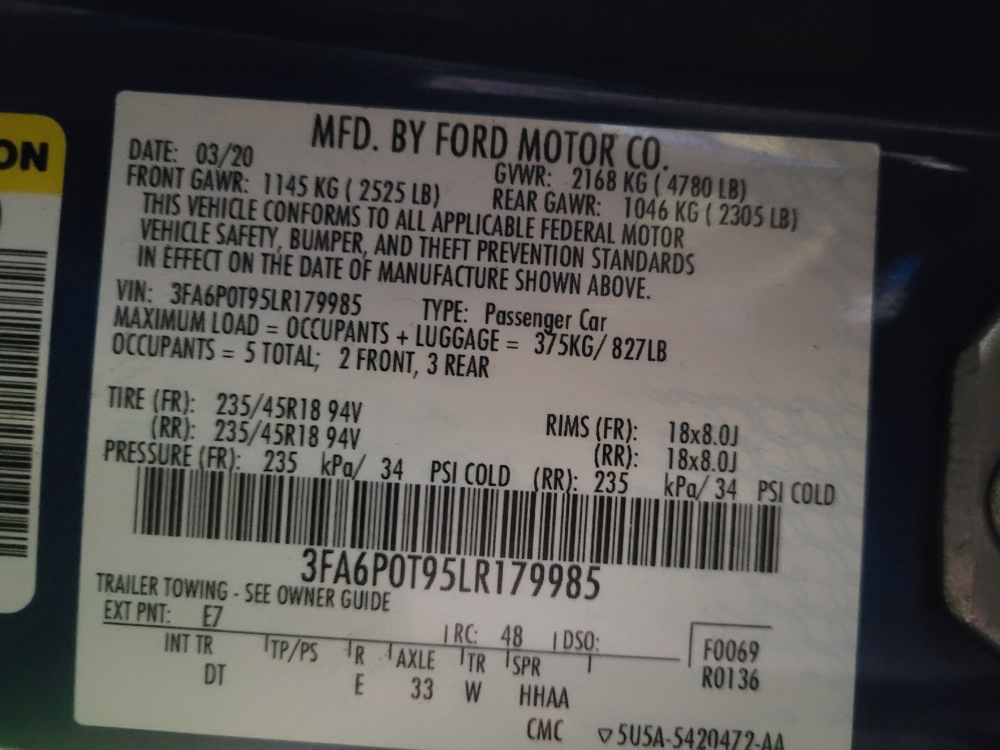 ON
MFD. BY FORD MOTOR CO.
DATE: 03/20 GVWR: 2168 KG ( 4780 LB)
FRONT GAWR: 1145 KG ( 2525 LB) REAR GAWR: 1046 KG ( 2305 LB)
THIS VEHICLE CONFORMS TO ALL APPLICABLE FEDERAL MOTOR
VEHICLE SAFETY, BUMPER, AND THEFT PREVENTION STANDARDS
IN EFFECT ON THE DATE OF MANUFACTURE SHOWN ABOVE.
VIN: 3FA6P0T95LR179985 TYPE: Passenger Car
MAXIMUM LOAD = OCCUPANTS + LUGGAGE = 375KG/ 827LB
OCCUPANTS = 5 TOTAL; 2 FRONT, 3 REAR
TIRE (FR): 235/45R18 94V RIMS (FR): 18x8.0J
(RR): 235/45R18 94V (RR): 18x8.0J
PRESSURE (FR): 235 kPa/ 34 PSI COLD (RR): 235 kPa/ 34 PSI COLD
3FA6P0T95LR179985
TRAILER TOWING - SEE OWNER GUIDE
EXT PNT: E7 RC: 48 DSO: F0069
INT TR TP/PS R AXLE TR SPR R0136
DT E 33 W HHAA
CMC ▽5U5A-5420472-AA